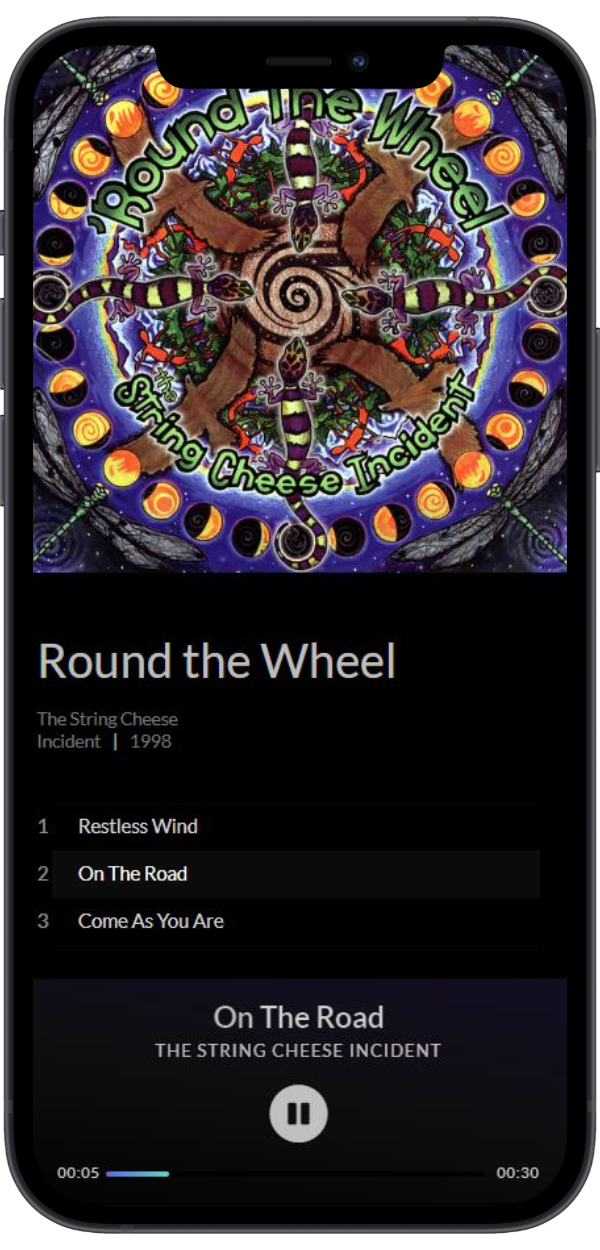 'Round The Wheel
the
String Cheese Incident
Round the Wheel
The String Cheese
Incident | 1998
1 Restless Wind
2 On The Road
3 Come As You Are
On The Road
THE STRING CHEESE INCIDENT
00:05 00:30